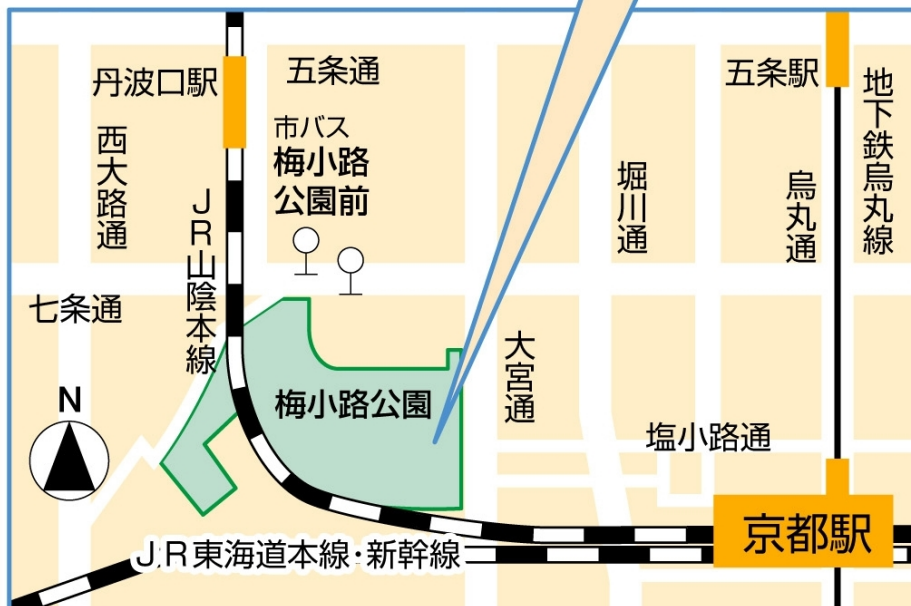 丹波口駅
五条通
五条駅
地下鉄烏丸線
西大路通
市バス
梅小路
公園前
堀川通
烏丸通
JR山陰本線
七条通
大宮通
N
梅小路公園
塩小路通
京都駅
JR東海道本線・新幹線